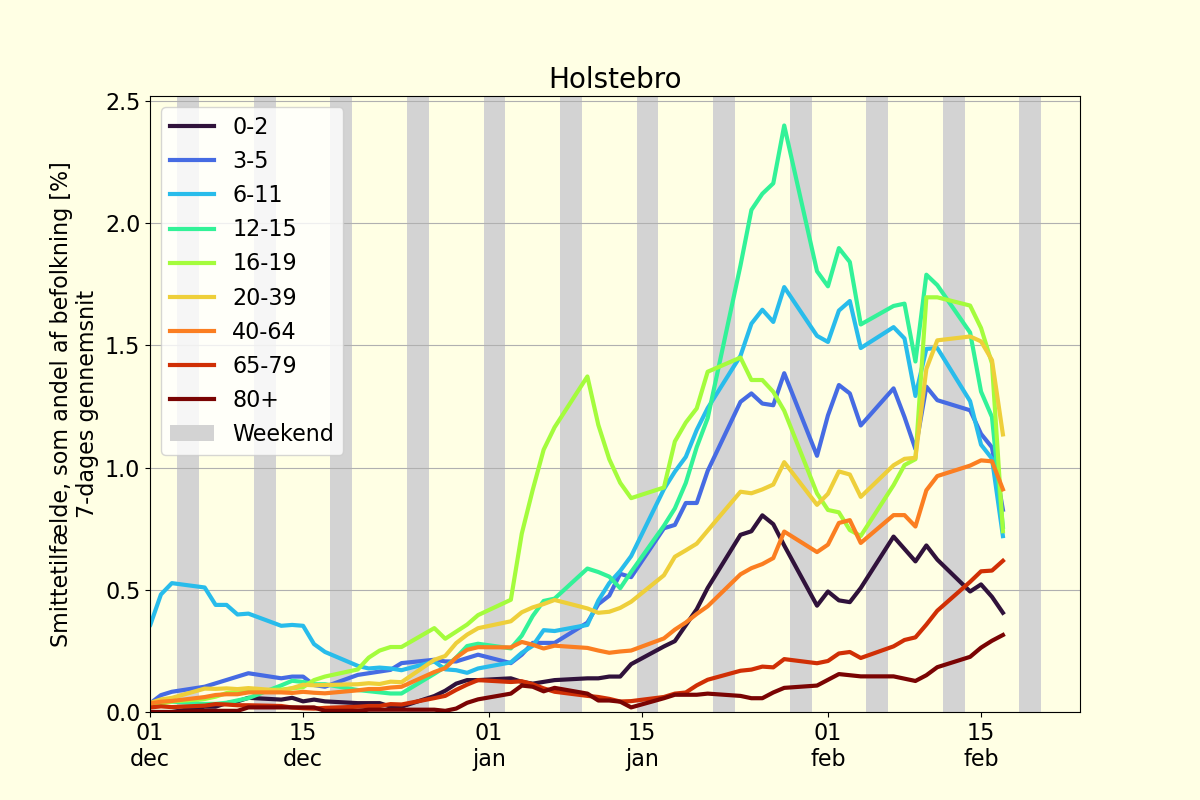 Holstebro
Smittetilfælde, som andel af befolkning [%]
7-dages gennemsnit
2.5
2.0
1.5
1.0
0.5
0.0
0-2
3-5
6-11
12-15
16-19
20-39
40-64
65-79
80+
Weekend
01
dec
15
dec
01
jan
15
jan
01
feb
15
feb